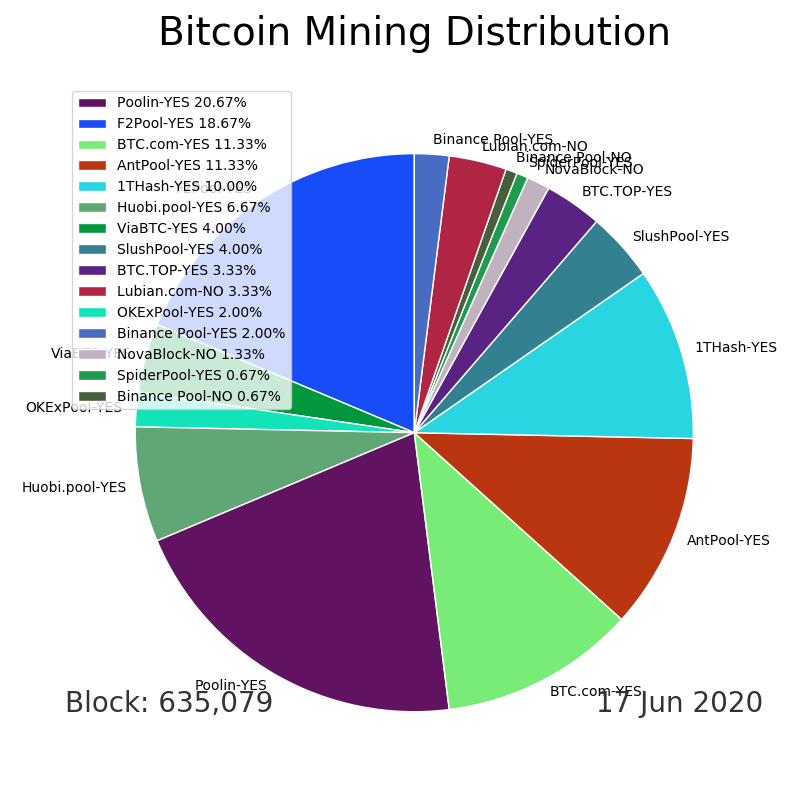 Bitcoin Mining Distribution
Poolin-YES 20.67%
F2Pool-YES 18.67%
BTC.com-YES 11.33%
AntPool-YES 11.33%
1THash-YES 10.00%
Huobi.pool-YES 6.67%
ViaBTC-YES 4.00%
SlushPool-YES 4.00%
BTC.TOP-YES 3.33%
Lubian.com-NO 3.33%
OKExPool-YES 2.00%
Binance Pool-YES 2.00%
NovaBlock-NO 1.33%
SpiderPool-YES 0.67%
Binance Pool-NO 0.67%
Binance Pool-YES
Lubian.com-NO
Binance Pool-NO
SpiderPool-YES
NovaBlock-NO
BTC.TOP-YES
SlushPool-YES
1THash-YES
AntPool-YES
BTC.com-YES
Poolin-YES
Huobi.pool-YES
OKExPool-YES
ViaBTC-YES
Block: 635,079
17 Jun 2020